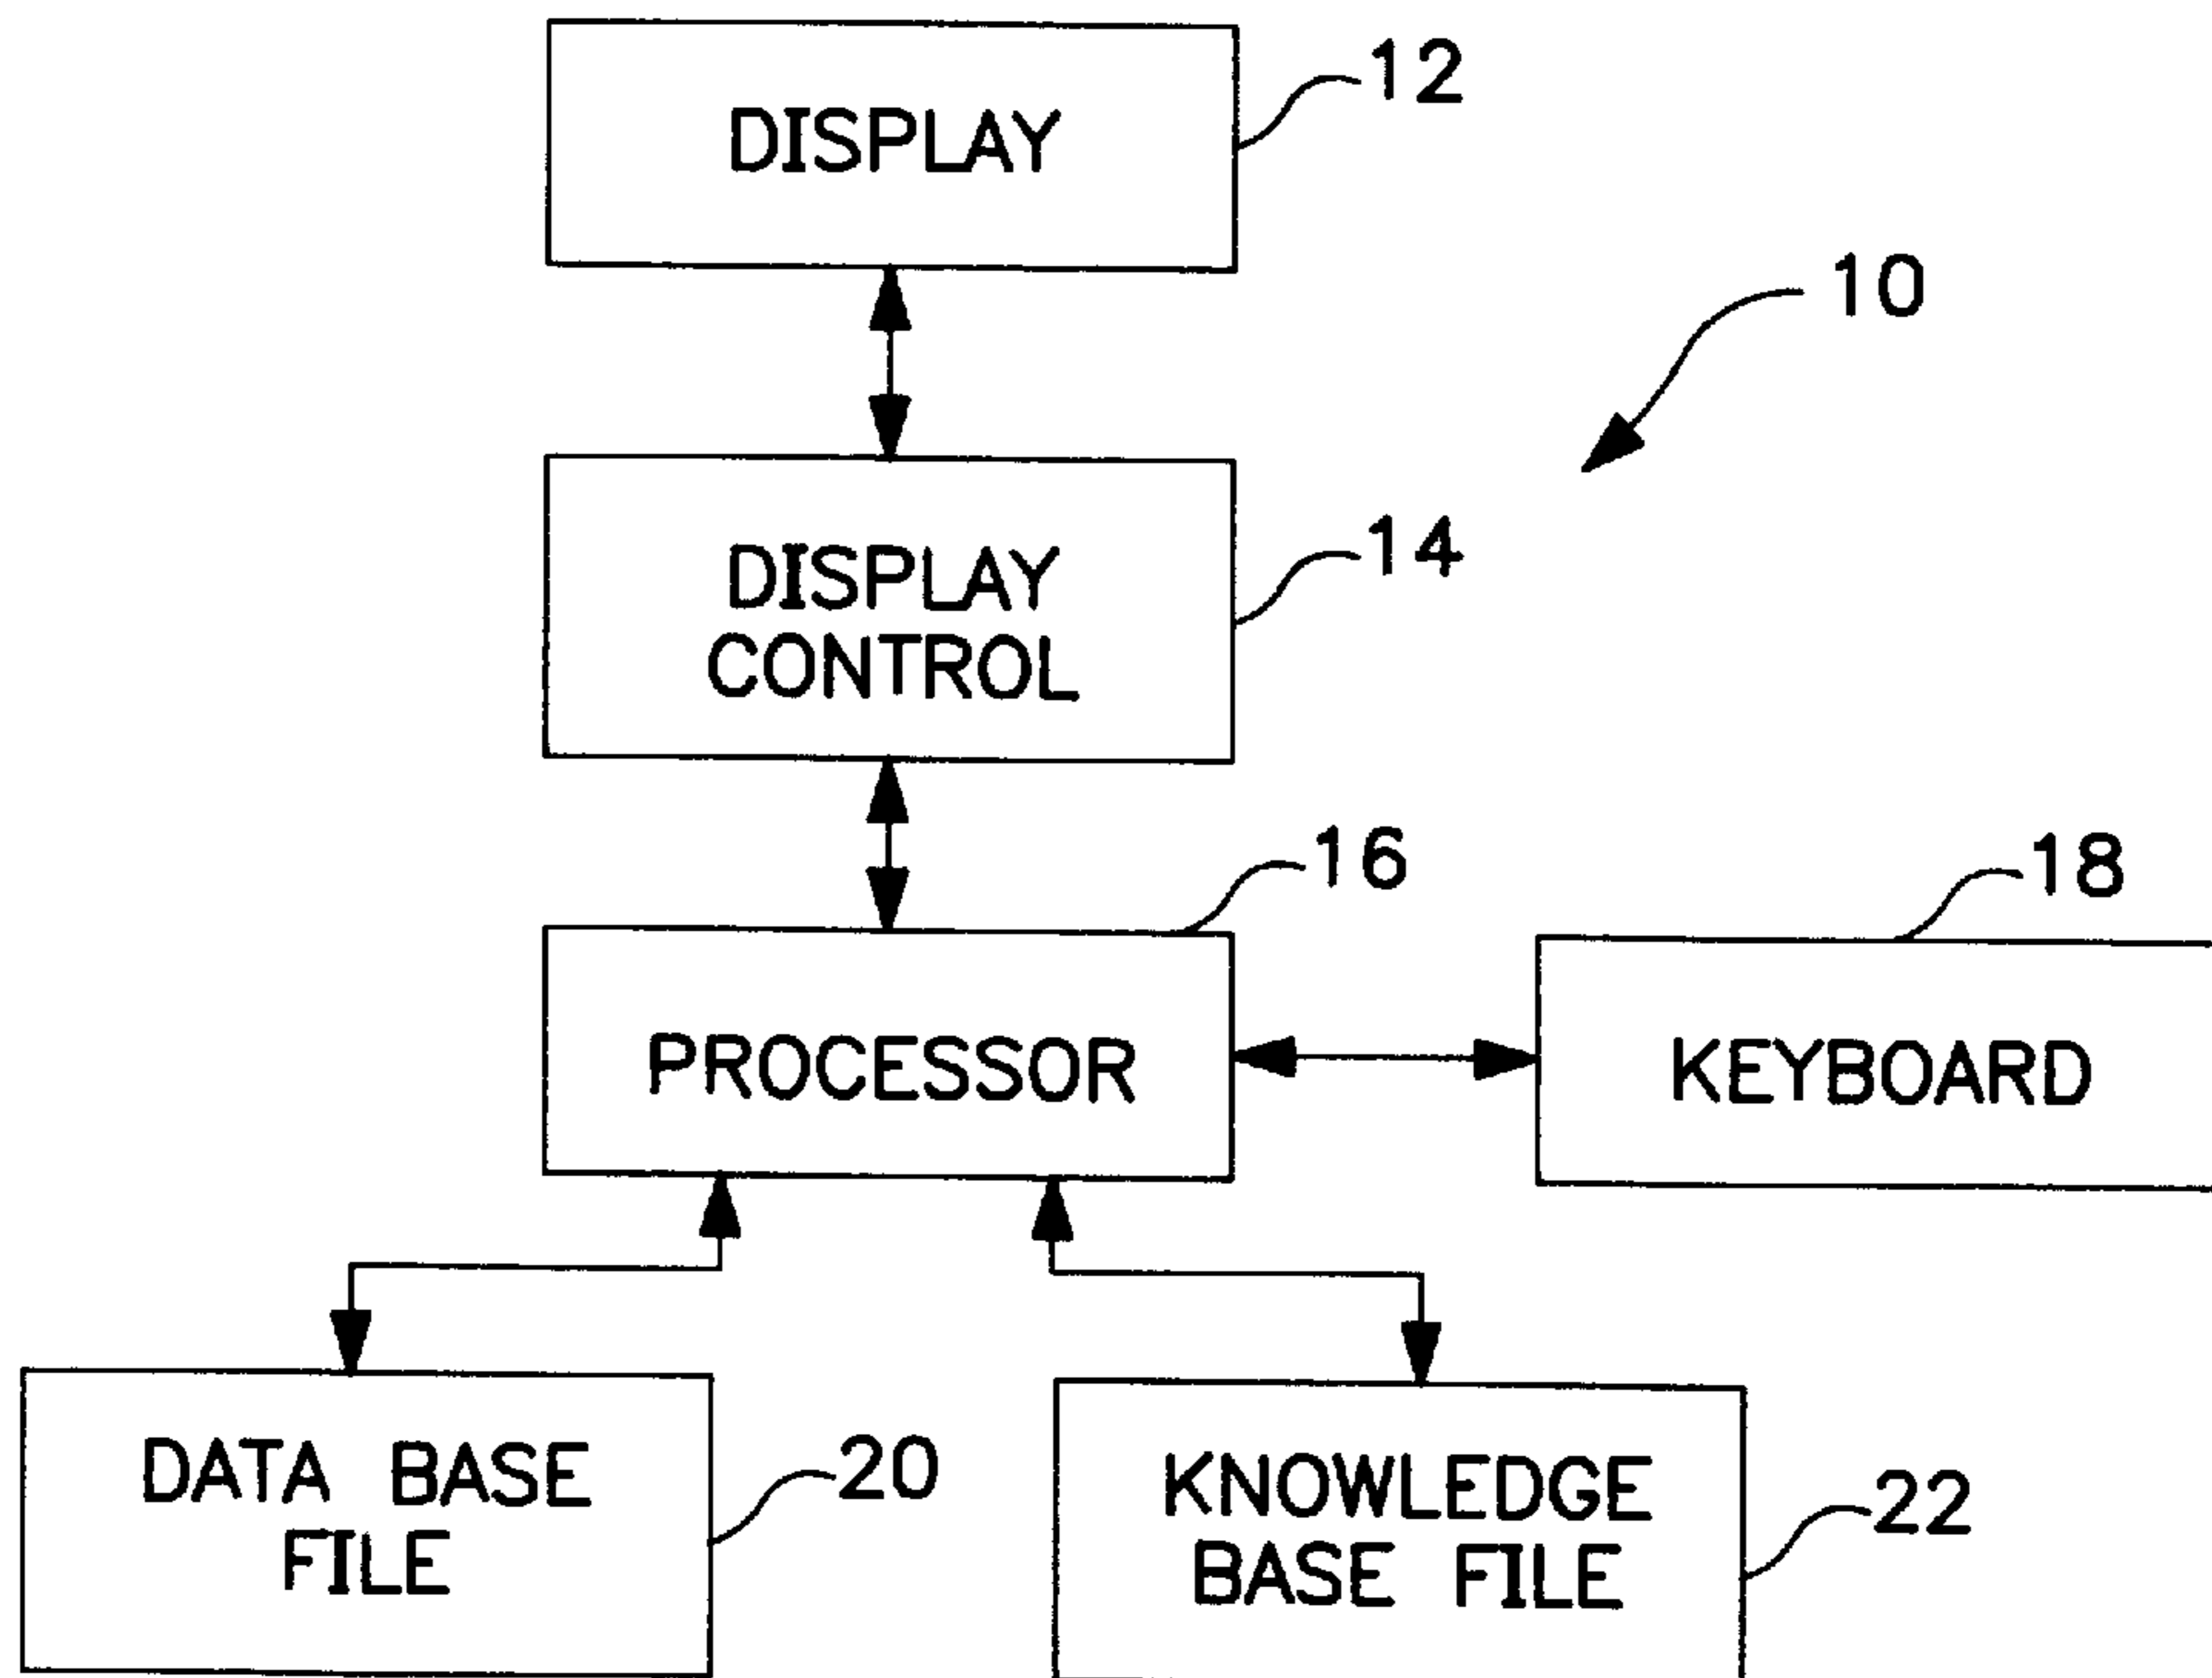 DISPLAY
12
10
DISPLAY
CONTROL
14
16
18
PROCESSOR
KEYBOARD
DATA BASE
FILE
20
KNOWLEDGE
BASE FILE
22